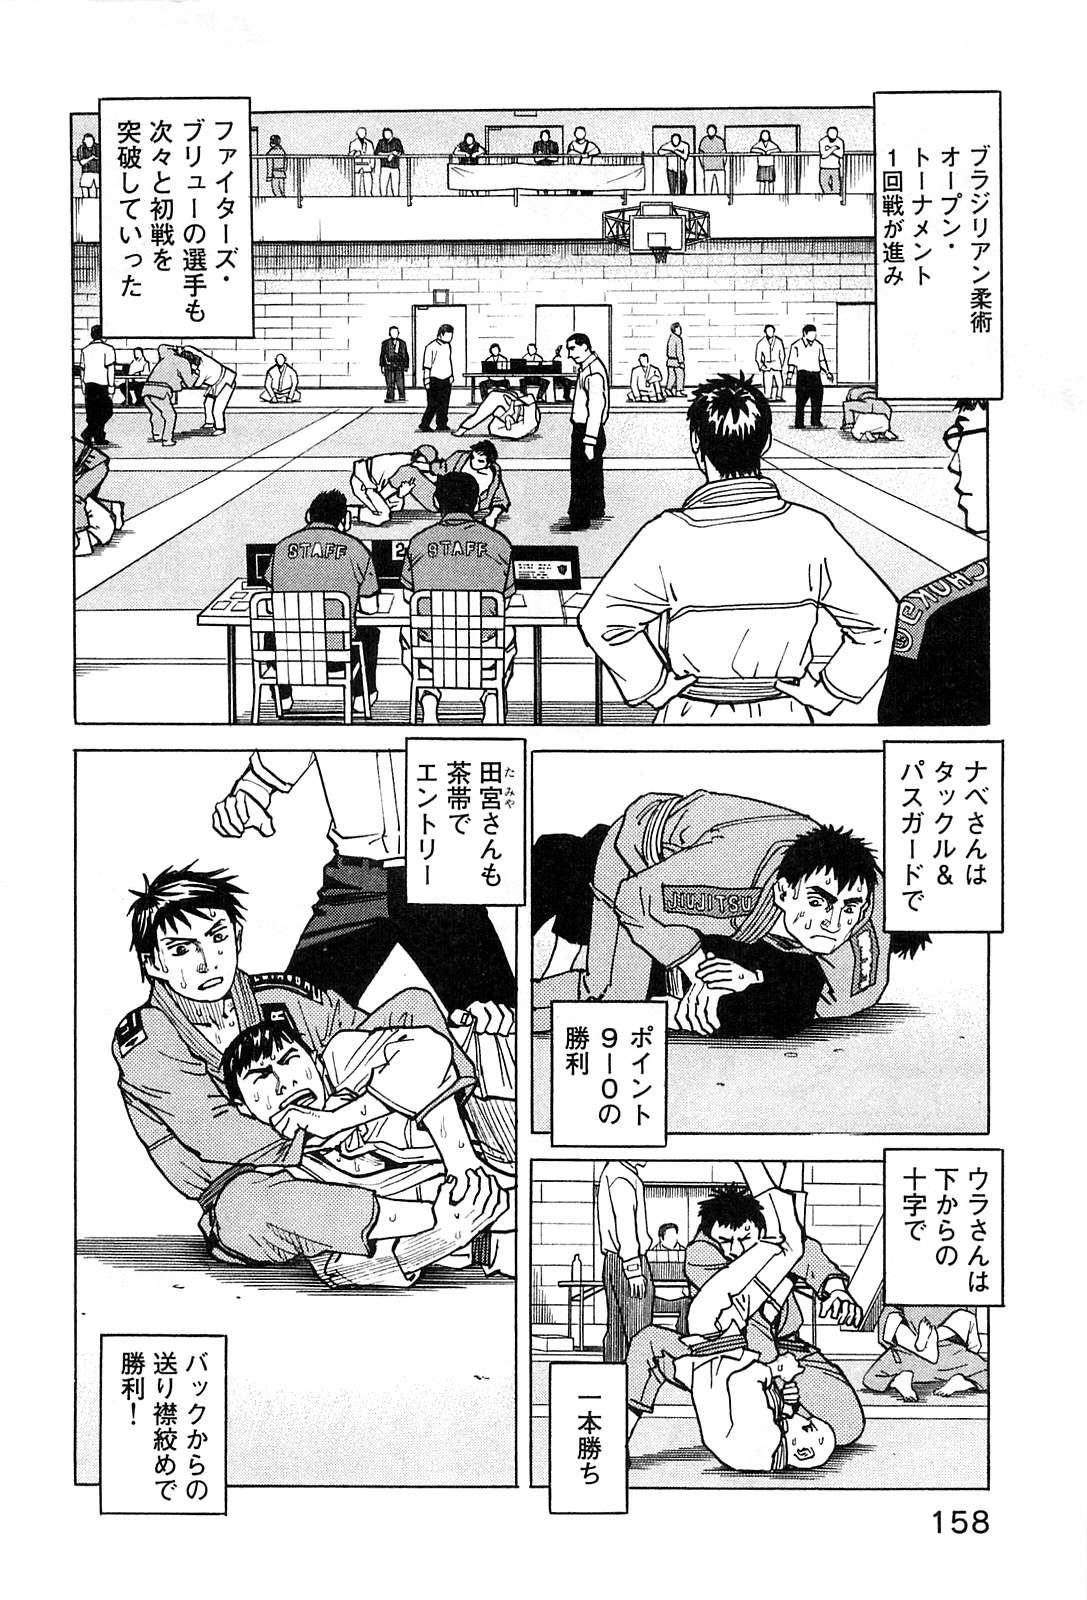 ブラジリアン柔術
オープン・
トーナメント
1回戦が進み
ファイターズ・
ブリューの選手も
次々と初戦を
突破していった
STAFF
2
STAFF
ナベさんは
タックル&
パスガードで
JIUJITSU
ポイント
9−0の
勝利
ウラさんは
下からの
十字で
一本勝ち
田宮さんも
たみや
茶帯で
エントリー
R
バックからの
送り襟絞めで
勝利!
158